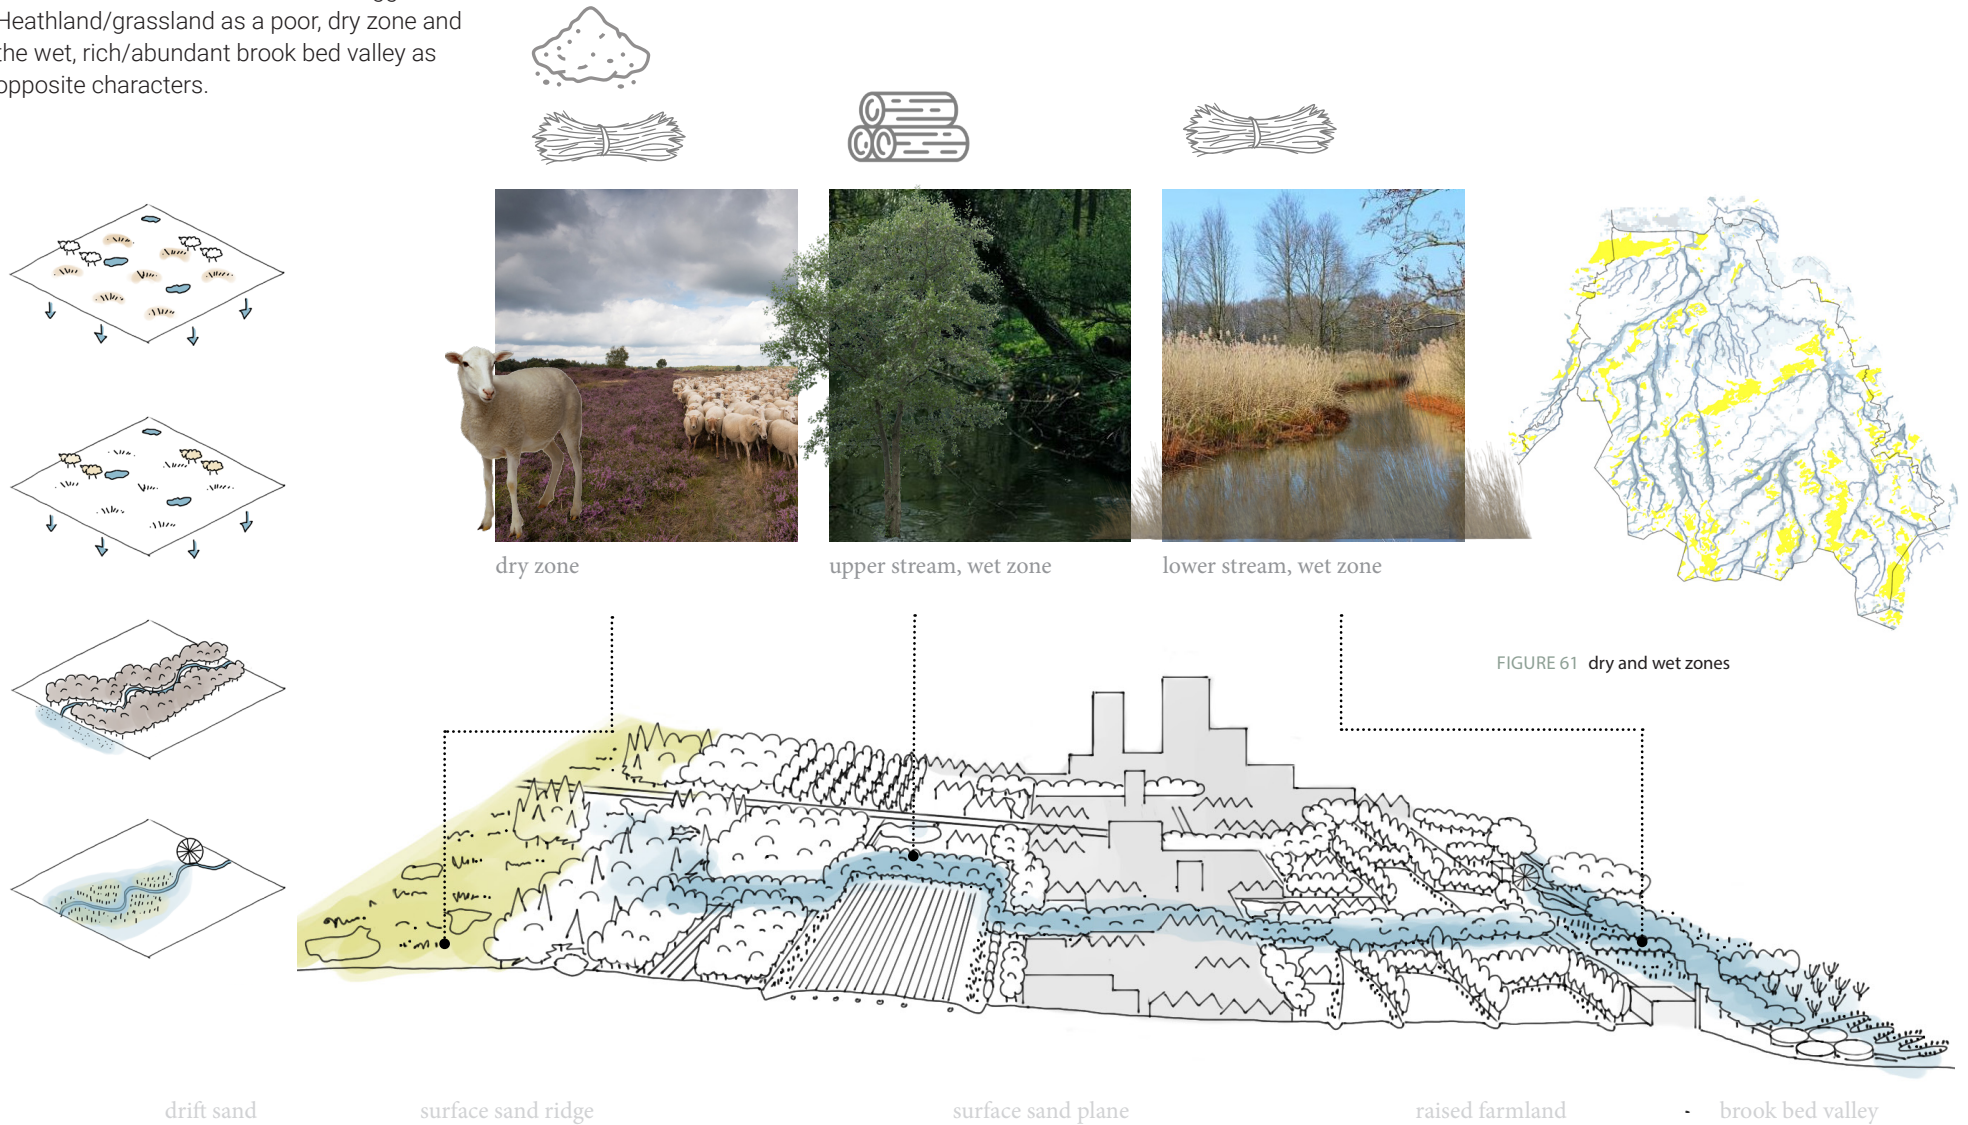 Heathland/grassland as a poor, dry zone and
the wet, rich/abundant brook bed valley as
opposite characters.
dry zone
upper stream, wet zone
lower stream, wet zone
FIGURE 61 dry and wet zones
drift sand
surface sand ridge
surface sand plane
raised farmland
brook bed valley